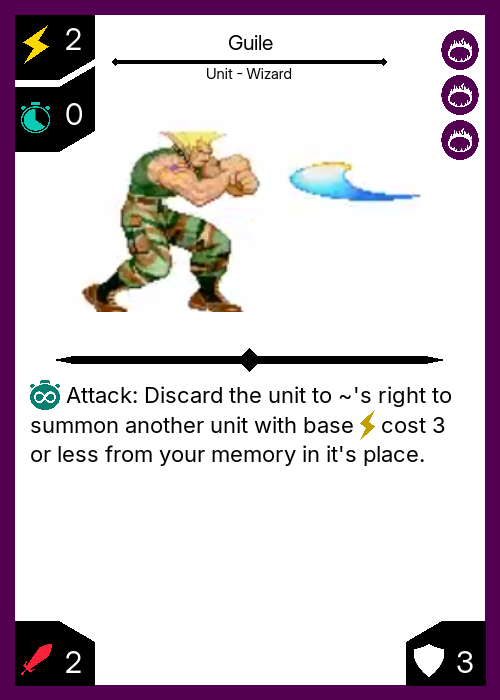 2
Guile
Unit - Wizard
0
Attack: Discard the unit to ~'s right to
summon another unit with base cost 3
or less from your memory in it's place.
2
3